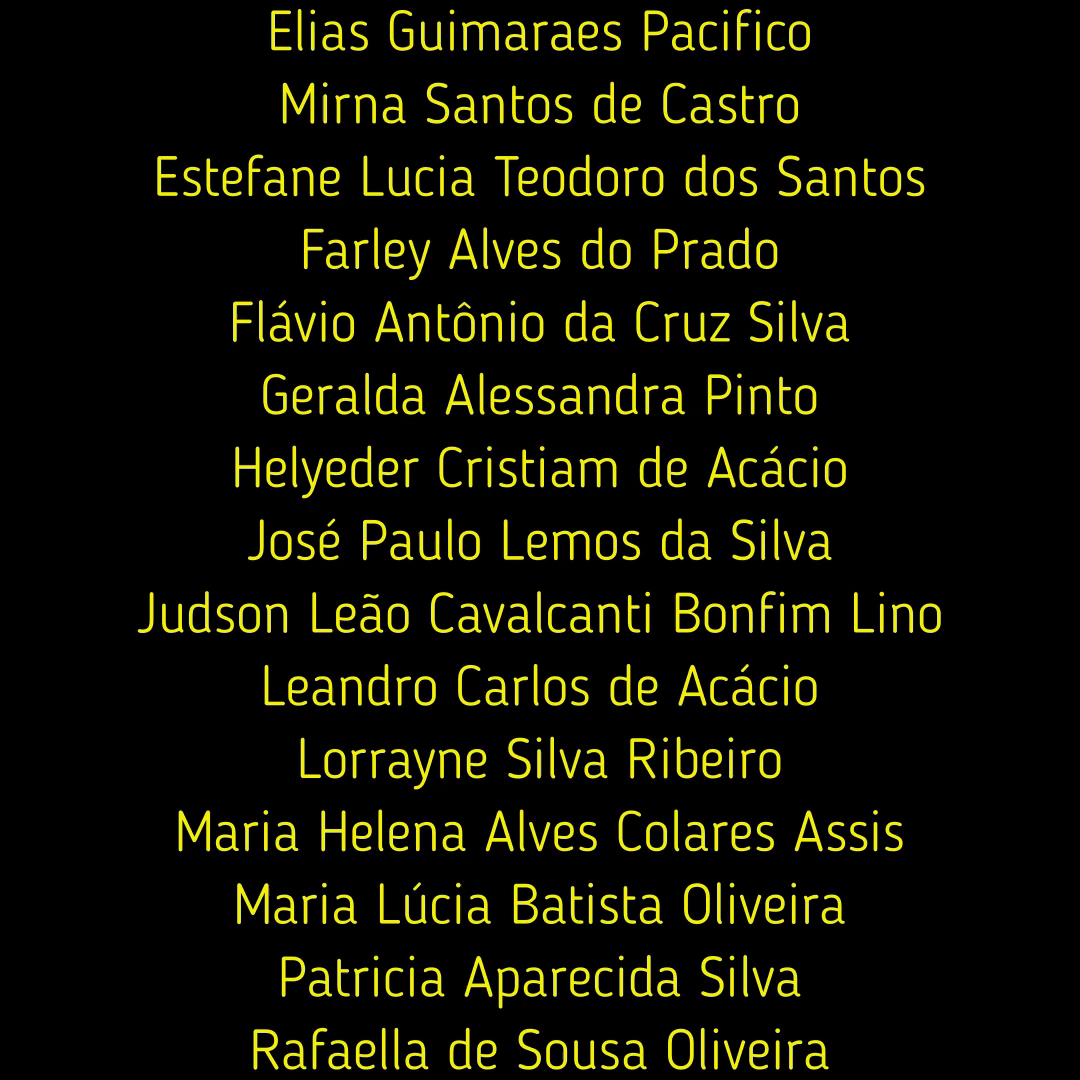 Elias Guimaraes Pacifico
Mirna Santos de Castro
Estefane Lucia Teodoro dos Santos
Farley Alves do Prado
Flávio Antônio da Cruz Silva
Geralda Alessandra Pinto
Helyeder Cristiam de Acácio
José Paulo Lemos da Silva
Judson Leão Cavalcanti Bonfim Lino
Leandro Carlos de Acácio
Lorrayne Silva Ribeiro
Maria Helena Alves Colares Assis
Maria Lúcia Batista Oliveira
Patricia Aparecida Silva
Rafaella de Sousa Oliveira